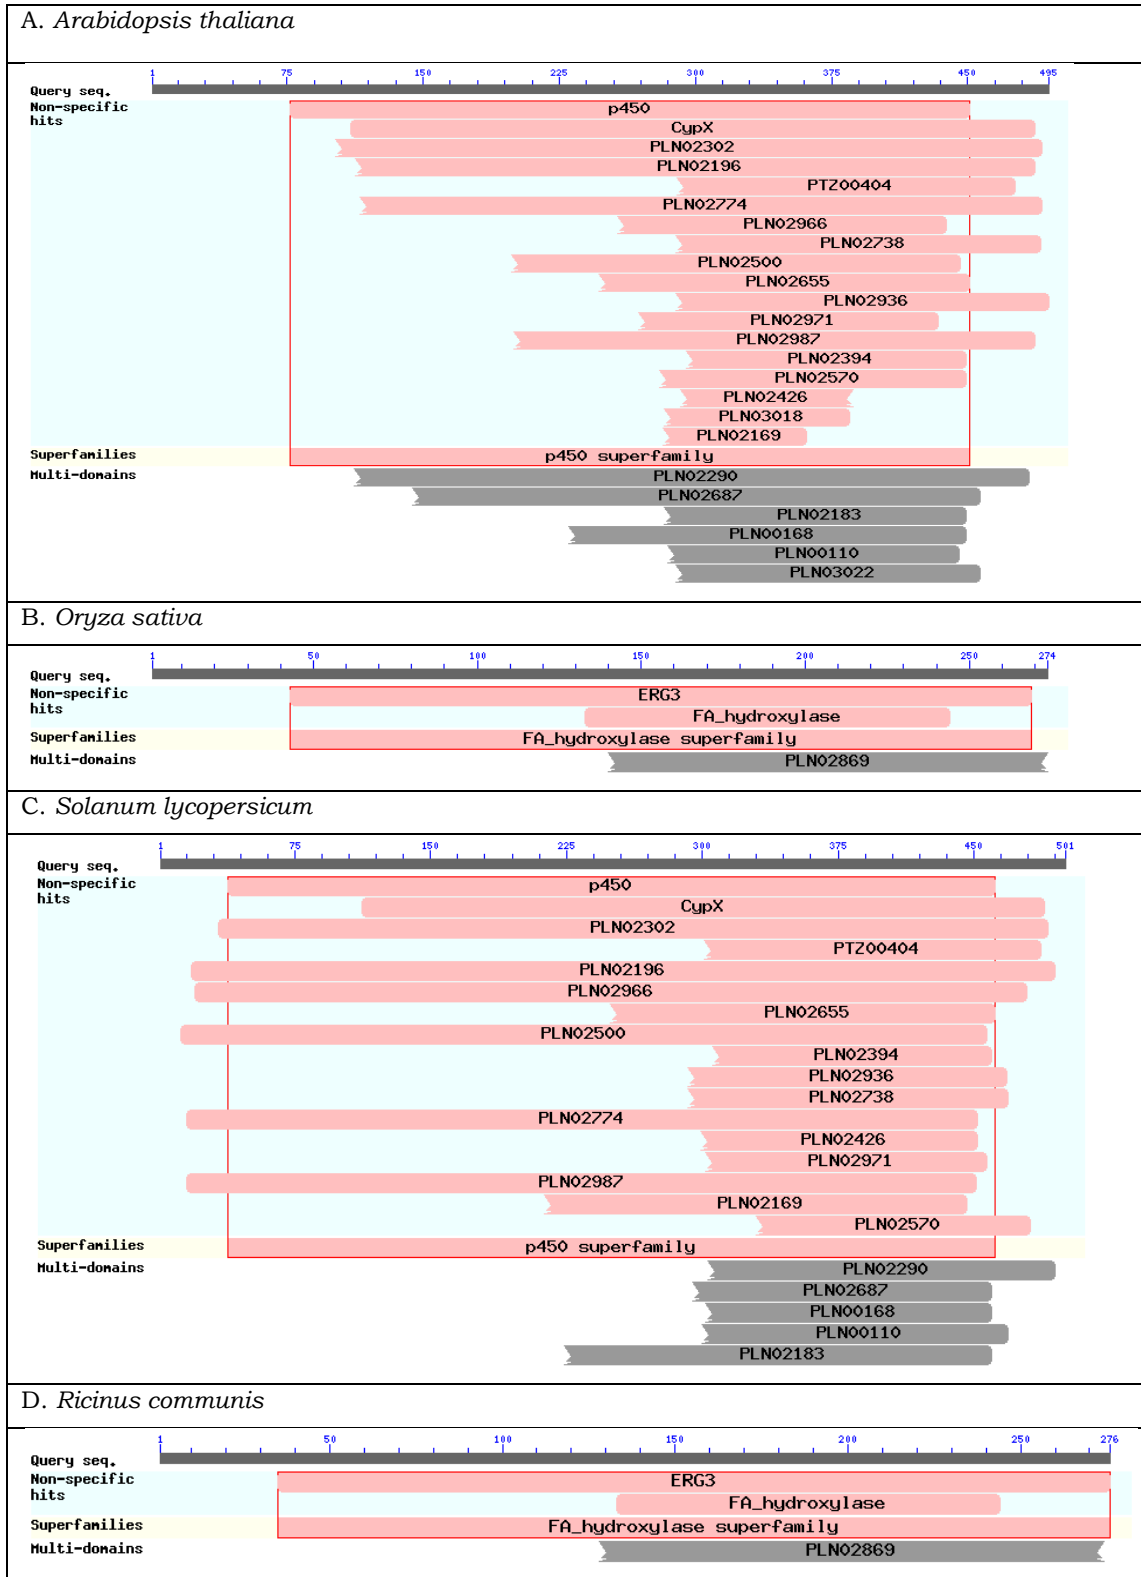 A. Arabidopsis thaliana
1 75 150 225 300 375 450 495
Query seq.
Non-specific
hits
p450
CypX
PLN02302
PLN02196
PTZ00404
PLN02774
PLN02966
PLN02738
PLN02500
PLN02655
PLN02936
PLN02971
PLN02987
PLN02394
PLN02570
PLN02426
PLN03018
PLN02169
Superfamilies p450 superfamily
Multi-domains PLN02290
PLN02687
PLN02183
PLN00168
PLN00110
PLN03022
B. Oryza sativa
1 50 100 150 200 250 274
Query seq.
Non-specific
hits
ERG3
FA_hydroxylase
Superfamilies FA_hydroxylase superfamily
Multi-domains PLN02869
C. Solanum lycopersicum
1 75 150 225 300 375 450 501
Query seq.
Non-specific
hits
p450
CypX
PLN02302
PTZ00404
PLN02196
PLN02966
PLN02655
PLN02500
PLN02394
PLN02936
PLN02738
PLN02774
PLN02426
PLN02971
PLN02987
PLN02169
PLN02570
Superfamilies p450 superfamily
Multi-domains PLN02290
PLN02687
PLN00168
PLN00110
PLN02183
D. Ricinus communis
1 50 100 150 200 250 276
Query seq.
Non-specific
hits
ERG3
FA_hydroxylase
Superfamilies FA_hydroxylase superfamily
Multi-domains PLN02869